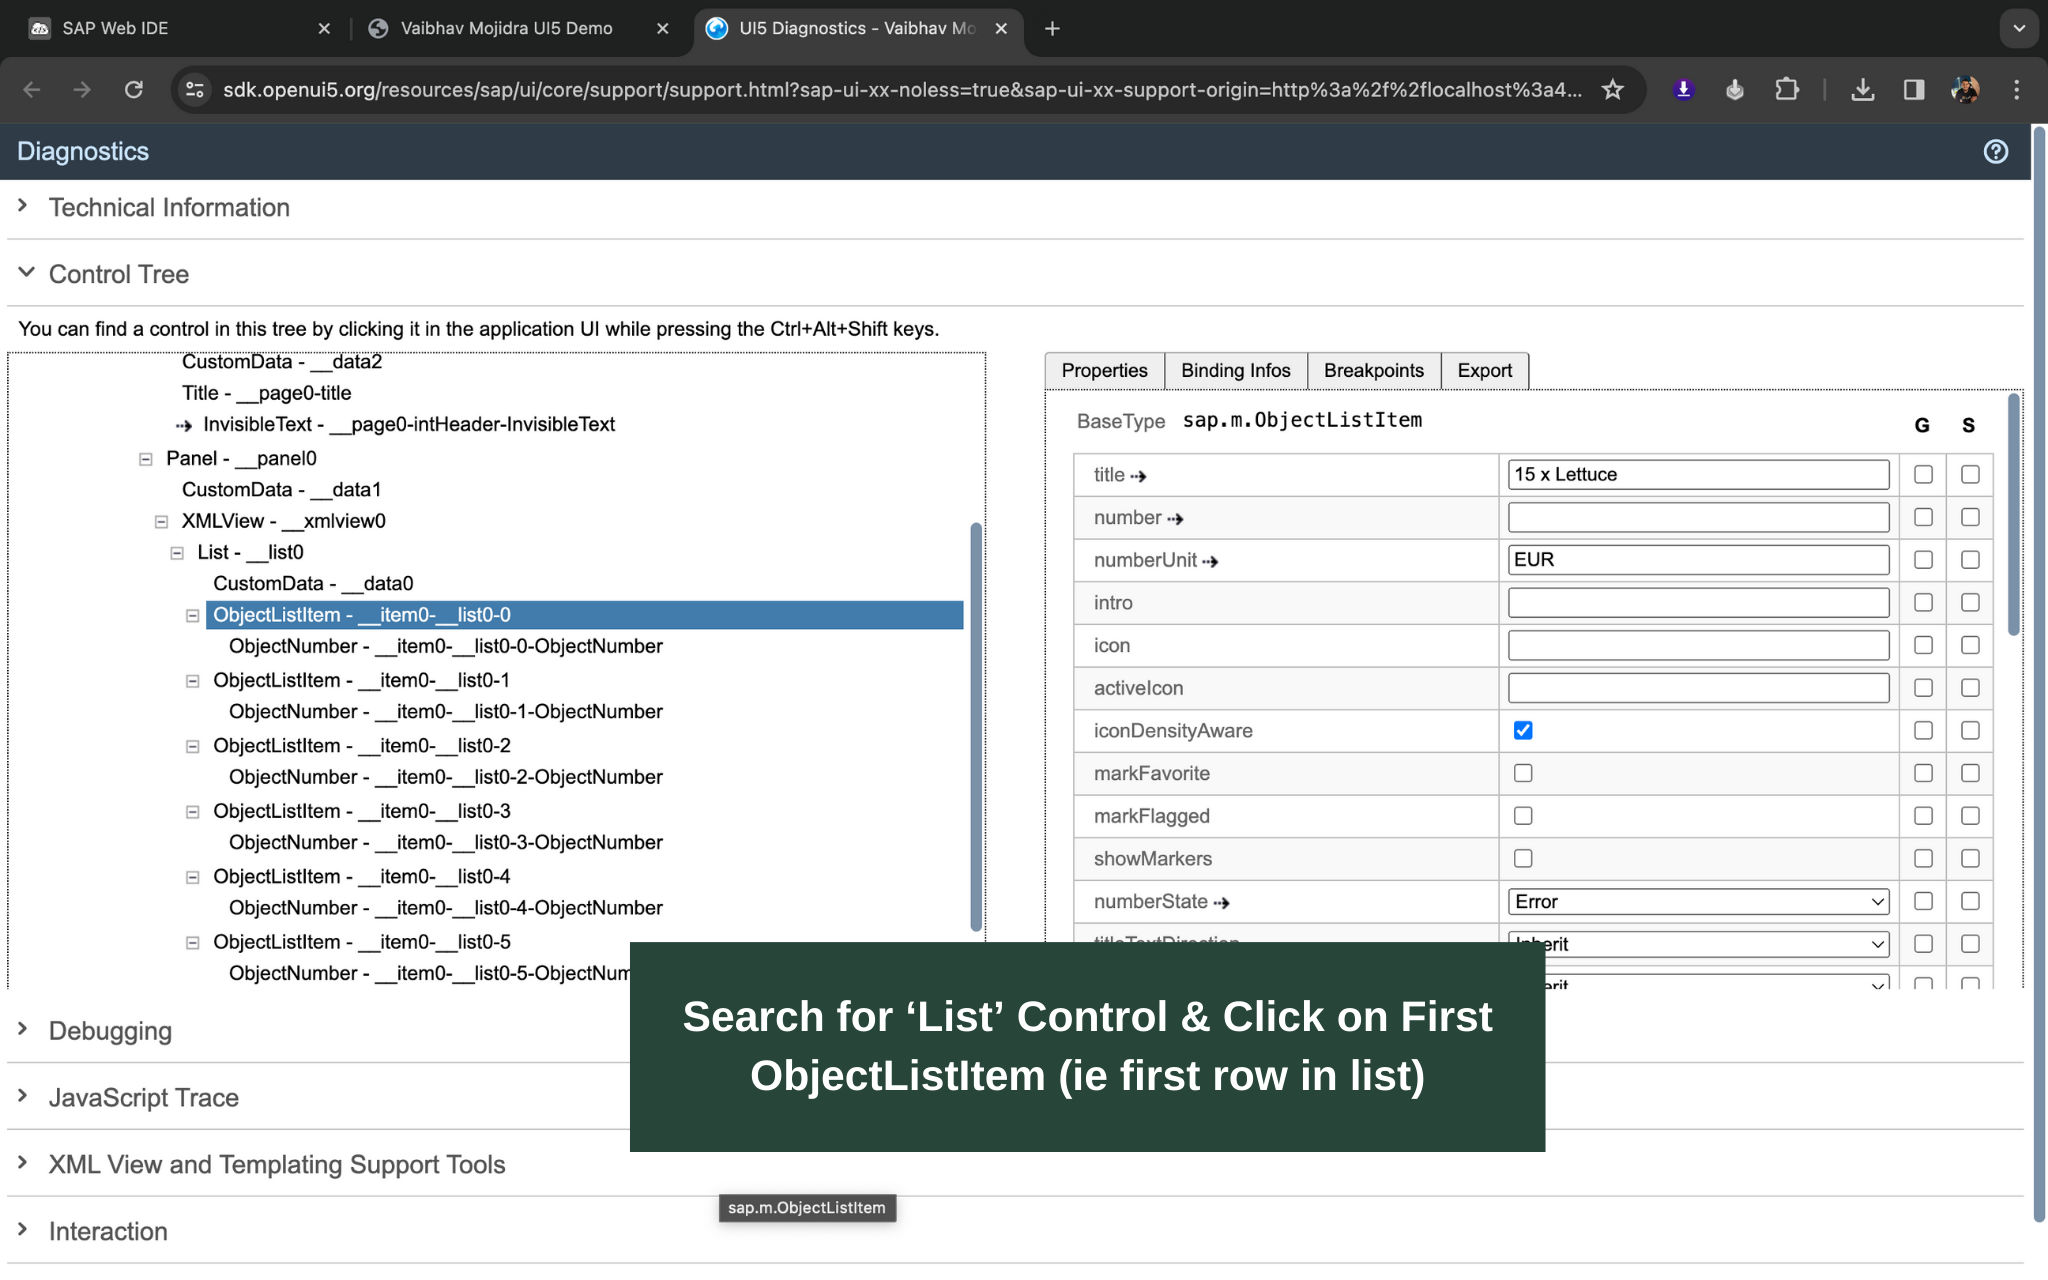 SAP Web IDE
Vaibhav Mojidra UI5 Demo
UI5 Diagnostics - Vaibhav Mo
sdk.openui5.org/resources/sap/ui/core/support/support.html?sap-ui-xx-noless=true&sap-ui-xx-support-origin=http%3a%2f%2flocalhost%3a4...
Diagnostics
Technical Information
Control Tree
You can find a control in this tree by clicking it in the application UI while pressing the Ctrl+Alt+Shift keys.
CustomData - __data2
Title - __page0-title
InvisibleText - __page0-intHeader-InvisibleText
Panel - __panel0
CustomData - __data1
XMLView - __xmlview0
List - __list0
CustomData - __data0
ObjectListItem - __item0-__list0-0
ObjectNumber - __item0-__list0-0-ObjectNumber
ObjectListItem - __item0-__list0-1
ObjectNumber - __item0-__list0-1-ObjectNumber
ObjectListItem - __item0-__list0-2
ObjectNumber - __item0-__list0-2-ObjectNumber
ObjectListItem - __item0-__list0-3
ObjectNumber - __item0-__list0-3-ObjectNumber
ObjectListItem - __item0-__list0-4
ObjectNumber - __item0-__list0-4-ObjectNumber
ObjectListItem - __item0-__list0-5
ObjectNumber - __item0-__list0-5-ObjectNum
Properties
Binding Infos
Breakpoints
Export
BaseType sap.m.ObjectListItem
G S
title 15 x Lettuce
number
numberUnit EUR
intro
icon
activeIcon
iconDensityAware
markFavorite
markFlagged
showMarkers
numberState Error
titleTextDirection Inherit
Search for ‘List’ Control & Click on First
ObjectListItem (ie first row in list)
Debugging
JavaScript Trace
XML View and Templating Support Tools
sap.m.ObjectListItem
Interaction